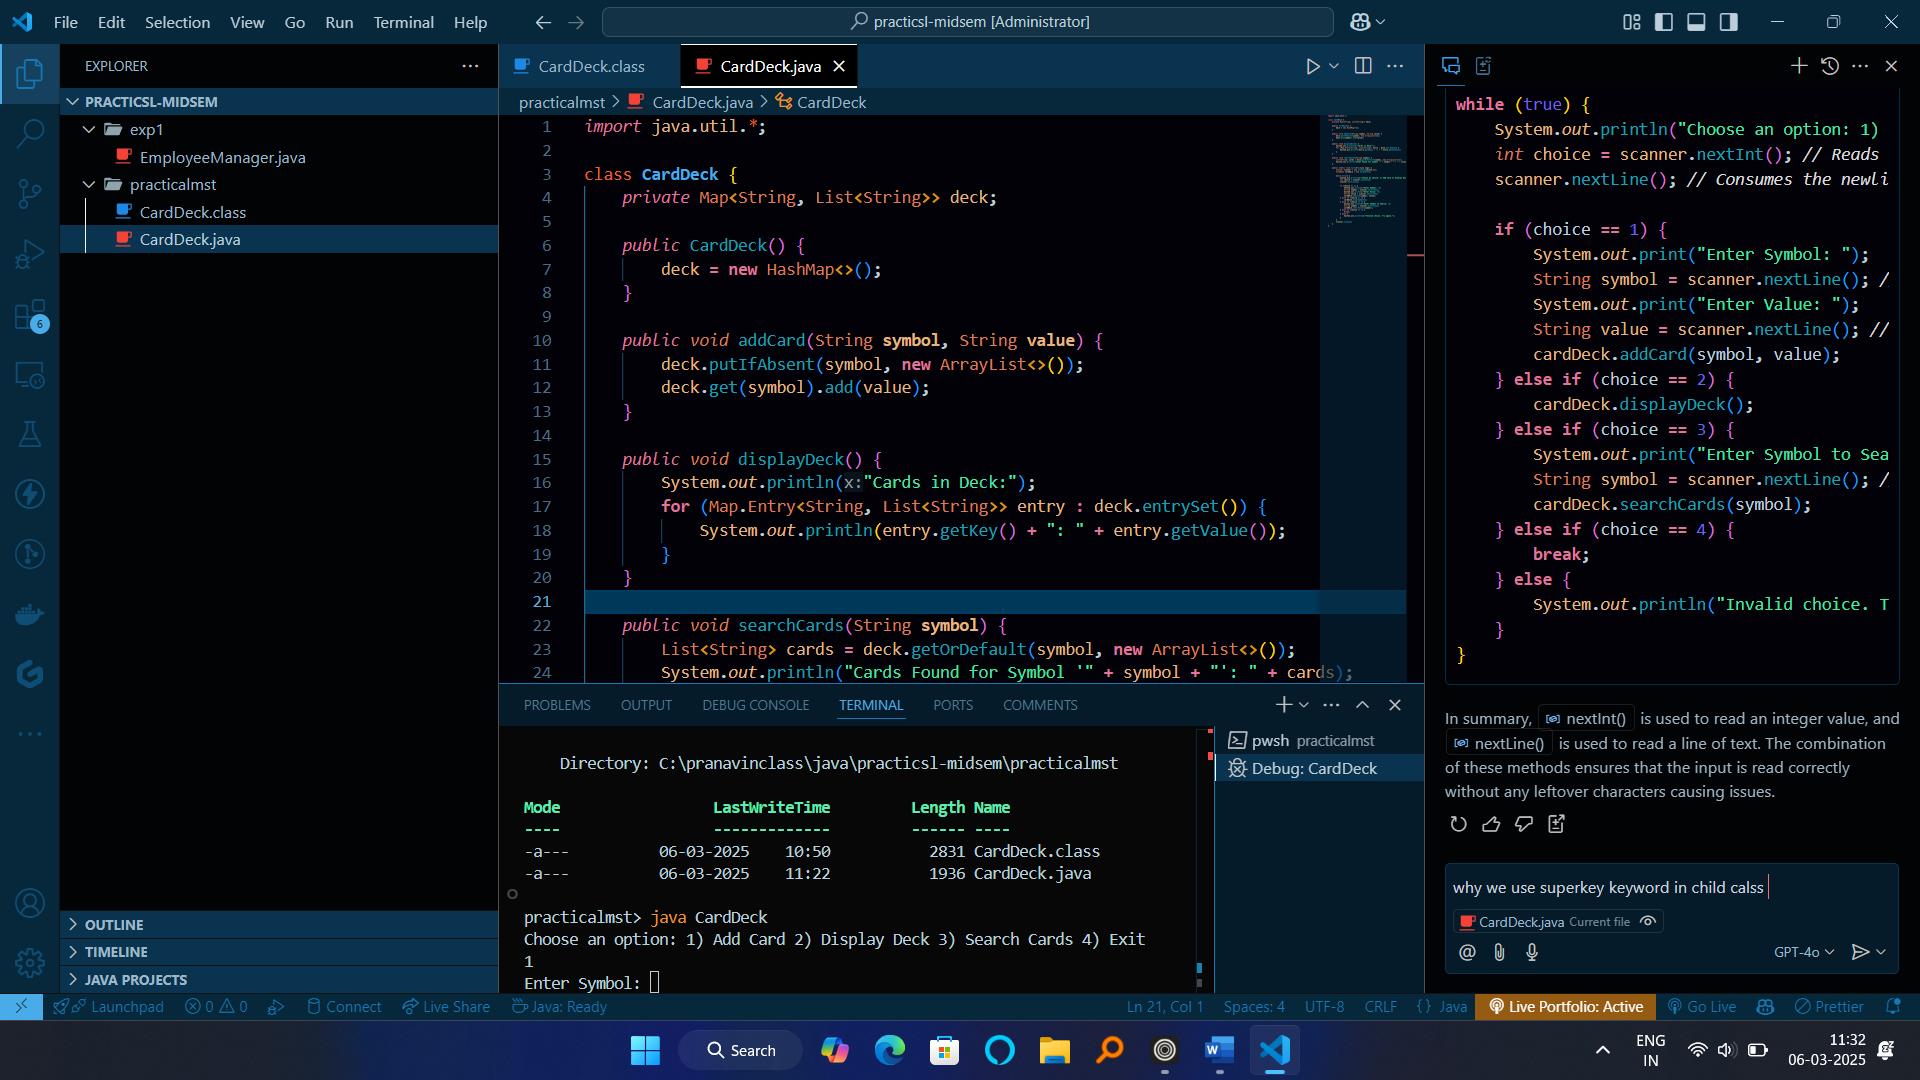 File Edit Selection View Go Run Terminal Help
practicsl-midsem [Administrator]
EXPLORER
PRACTICSL-MIDSEM
exp1
EmployeeManager.java
practicalmst
CardDeck.class
CardDeck.java
6
OUTLINE
TIMELINE
JAVA PROJECTS
CardDeck.class
CardDeck.java
practicalmst > CardDeck.java > CardDeck
1 import java.util.*;
2
3 class CardDeck {
4 private Map<String, List<String>> deck;
5
6 public CardDeck() {
7 deck = new HashMap<>();
8 }
9
10 public void addCard(String symbol, String value) {
11 deck.putIfAbsent(symbol, new ArrayList<>());
12 deck.get(symbol).add(value);
13 }
14
15 public void displayDeck() {
16 System.out.println(x:"Cards in Deck:");
17 for (Map.Entry<String, List<String>> entry : deck.entrySet()) {
18 System.out.println(entry.getKey() + ": " + entry.getValue());
19 }
20 }
21
22 public void searchCards(String symbol) {
23 List<String> cards = deck.getOrDefault(symbol, new ArrayList<>());
24 System.out.println("Cards Found for Symbol '" + symbol + "': " + cards);
PROBLEMS OUTPUT DEBUG CONSOLE TERMINAL PORTS COMMENTS
Directory: C:\pranavinclass\java\practicsl-midsem\practicalmst
Mode LastWriteTime Length Name
---- ------------- ------ ----
-a--- 06-03-2025 10:50 2831 CardDeck.class
-a--- 06-03-2025 11:22 1936 CardDeck.java
practicalmst> java CardDeck
Choose an option: 1) Add Card 2) Display Deck 3) Search Cards 4) Exit
1
Enter Symbol:
pwsh practicalmst
Debug: CardDeck
while (true) {
System.out.println("Choose an option: 1)
int choice = scanner.nextInt(); // Reads
scanner.nextLine(); // Consumes the newli
if (choice == 1) {
System.out.print("Enter Symbol: ");
String symbol = scanner.nextLine(); //
System.out.print("Enter Value: ");
String value = scanner.nextLine(); //
cardDeck.addCard(symbol, value);
} else if (choice == 2) {
cardDeck.displayDeck();
} else if (choice == 3) {
System.out.print("Enter Symbol to Sea
String symbol = scanner.nextLine(); /
cardDeck.searchCards(symbol);
} else if (choice == 4) {
break;
} else {
System.out.println("Invalid choice. T
}
}
In summary, nextInt() is used to read an integer value, and
nextLine() is used to read a line of text. The combination
of these methods ensures that the input is read correctly
without any leftover characters causing issues.
why we use superkey keyword in child calss
CardDeck.java Current file
GPT-4o
Launchpad 0 0 Connect Live Share Java: Ready
Ln 21, Col 1 Spaces: 4 UTF-8 CRLF {} Java Live Portfolio: Active Go Live Prettier
Search
ENG
IN
11:32
06-03-2025